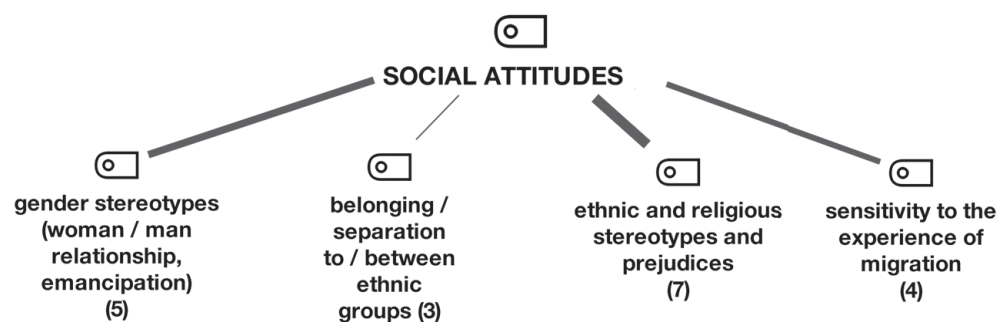 SOCIAL ATTITUDES
gender stereotypes
(woman / man
relationship,
emancipation)
(5)
belonging /
separation
to / between
ethnic
groups (3)
ethnic and religious
stereotypes and
prejudices
(7)
sensitivity to the
experience of
migration
(4)